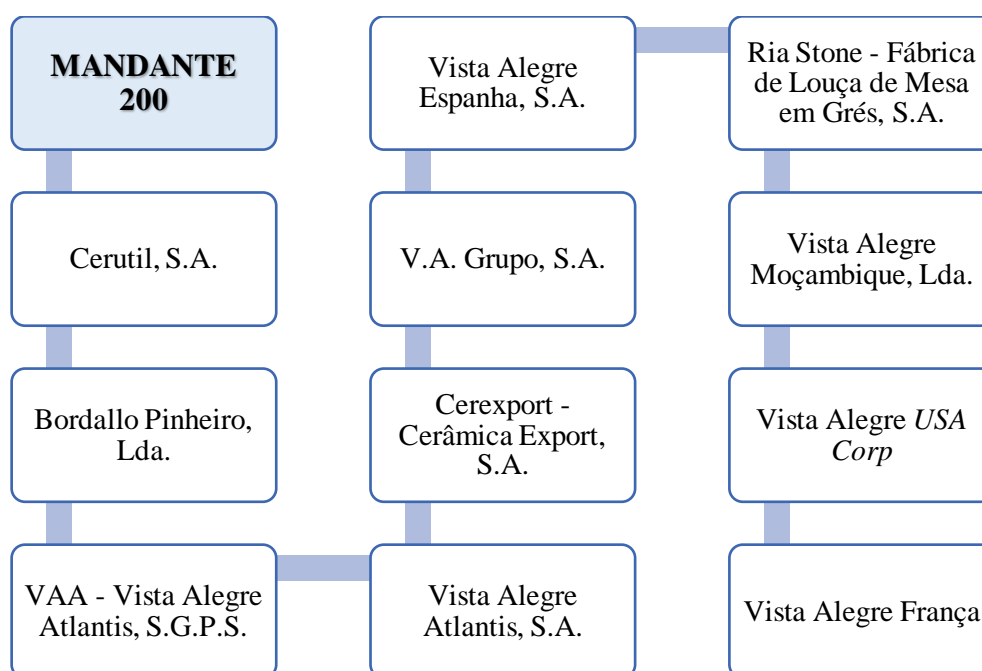 MANDANTE
200
Cerutil, S.A.
Bordallo Pinheiro,
Lda.
VAA - Vista Alegre
Atlantis, S.G.P.S.
Vista Alegre
Atlantis, S.A.
Cerexport -
Cerâmica Export,
S.A.
V.A. Grupo, S.A.
Vista Alegre
Espanha, S.A.
Ria Stone - Fábrica
de Louça de Mesa
em Grés, S.A.
Vista Alegre
Moçambique, Lda.
Vista Alegre USA
Corp
Vista Alegre França